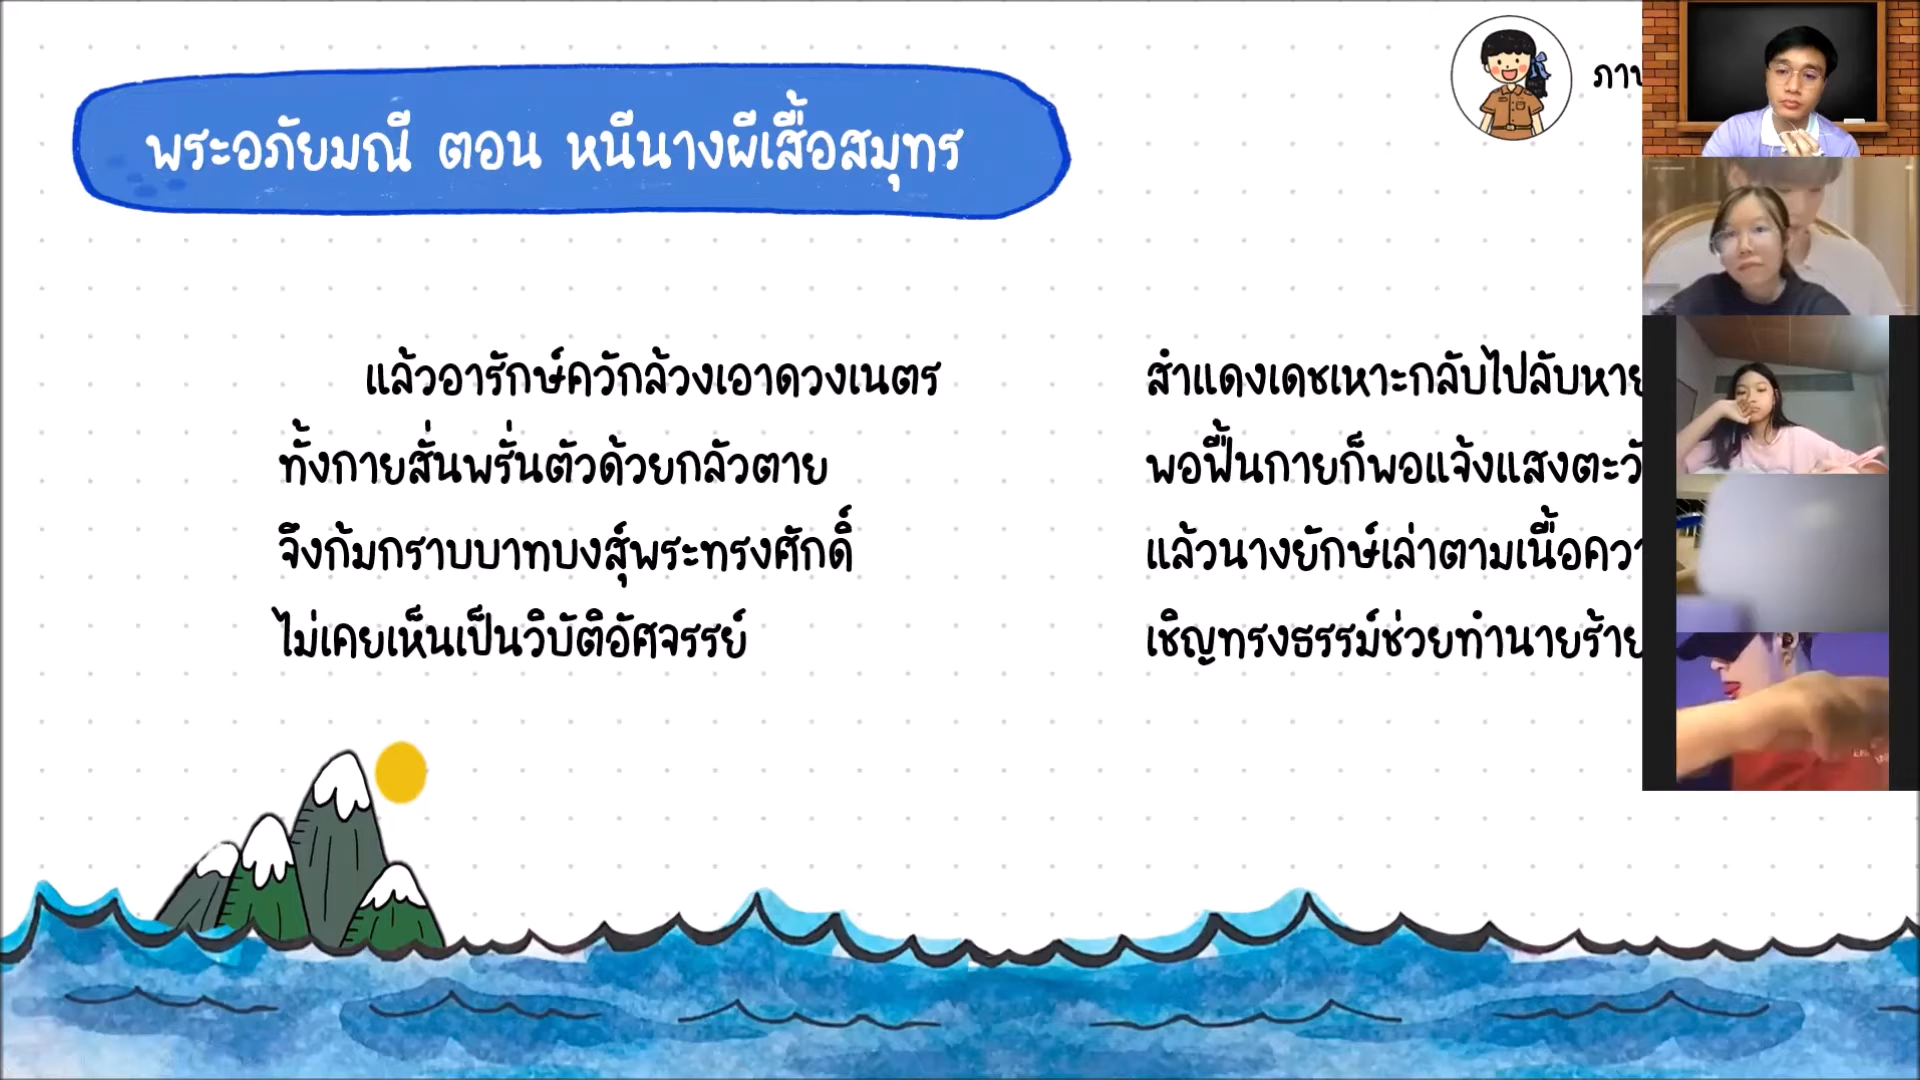 พระอภัยมณี ตอน หนีนางผีเสื้อสมุทร
แล้วอารักษ์ควักล้วงเอาดวงเนตร สำแดงเดชเหาะกลับไปลับหาย
ทั้งกายสั่นพรั่นตัวด้วยกลัวตาย พอฟื้นกายก็พอแจ้งแสงตะวั
จึงก้มกราบบาทบงสุ์พระทรงศักดิ์ แล้วนางยักษ์เล่าตามเนื้อควา
ไม่เคยเห็นเป็นวิบัติอัศจรรย์ เชิญทรงธรรม์ช่วยทำนายร้าย